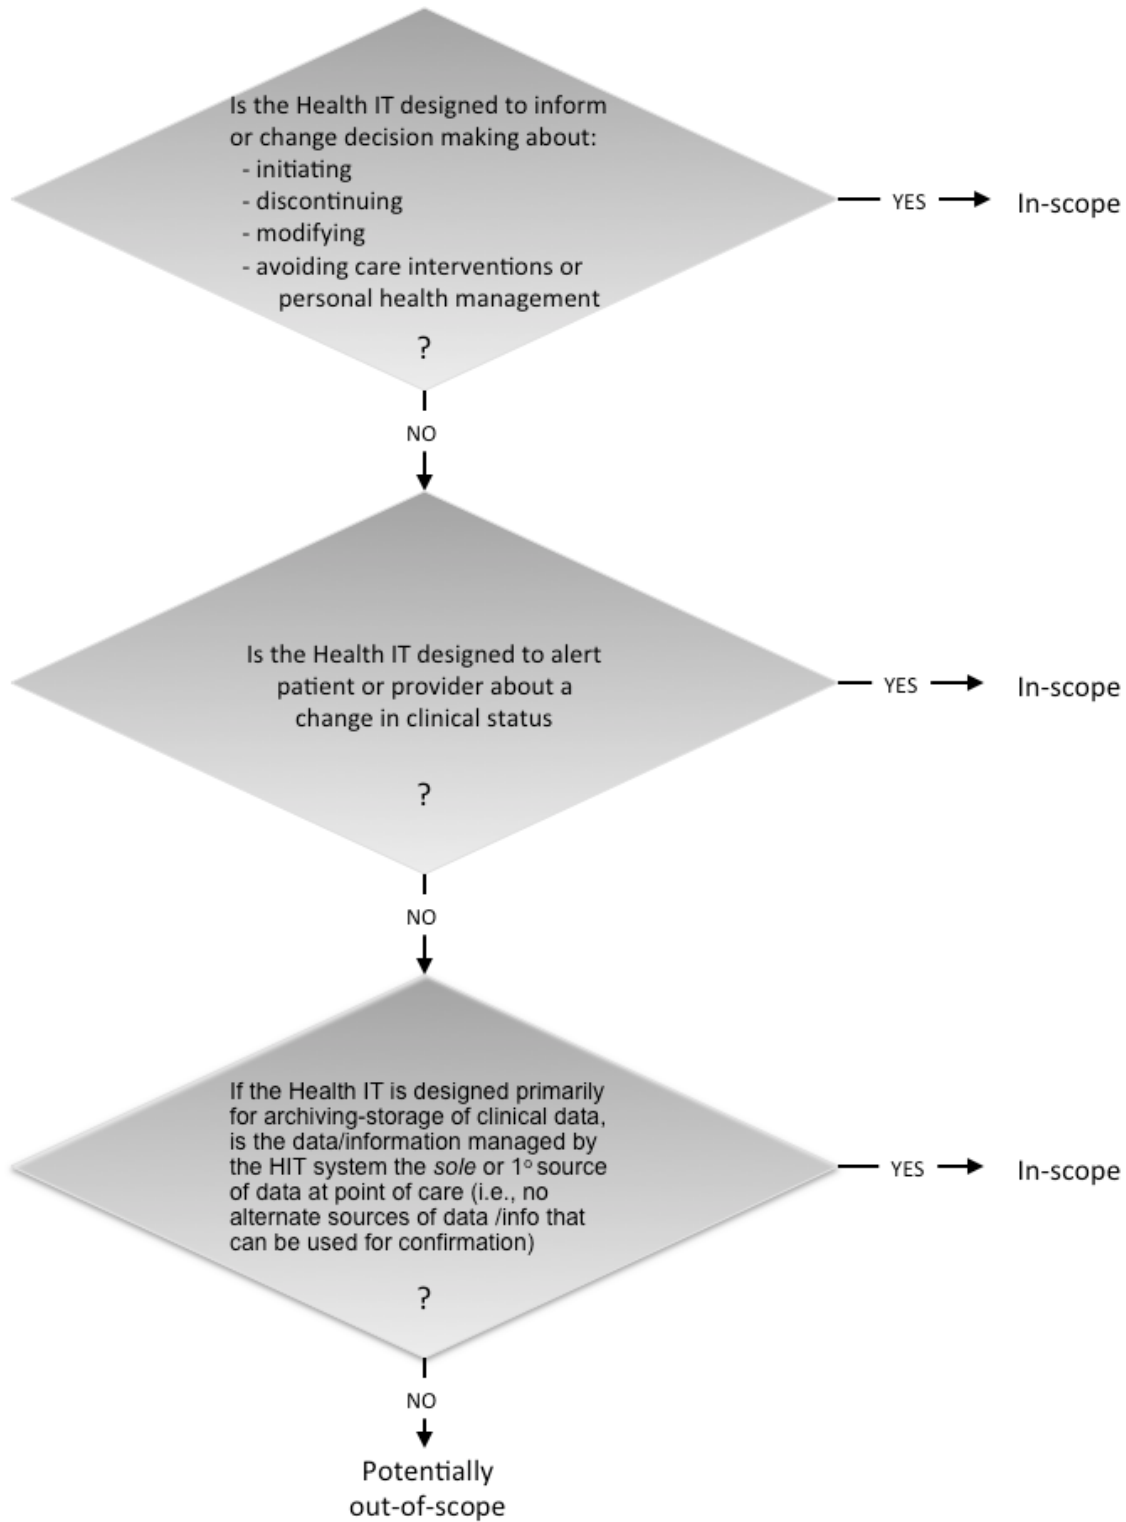 Is the Health IT designed to inform
or change decision making about:
- initiating
- discontinuing
- modifying
- avoiding care interventions or
personal health management
?
YES
In-scope
NO
Is the Health IT designed to alert
patient or provider about a
change in clinical status
?
YES
In-scope
NO
If the Health IT is designed primarily
for archiving-storage of clinical data,
is the data/information managed by
the HIT system the sole or 1° source
of data at point of care (i.e., no
alternate sources of data /info that
can be used for confirmation)
?
YES
In-scope
NO
Potentially
out-of-scope